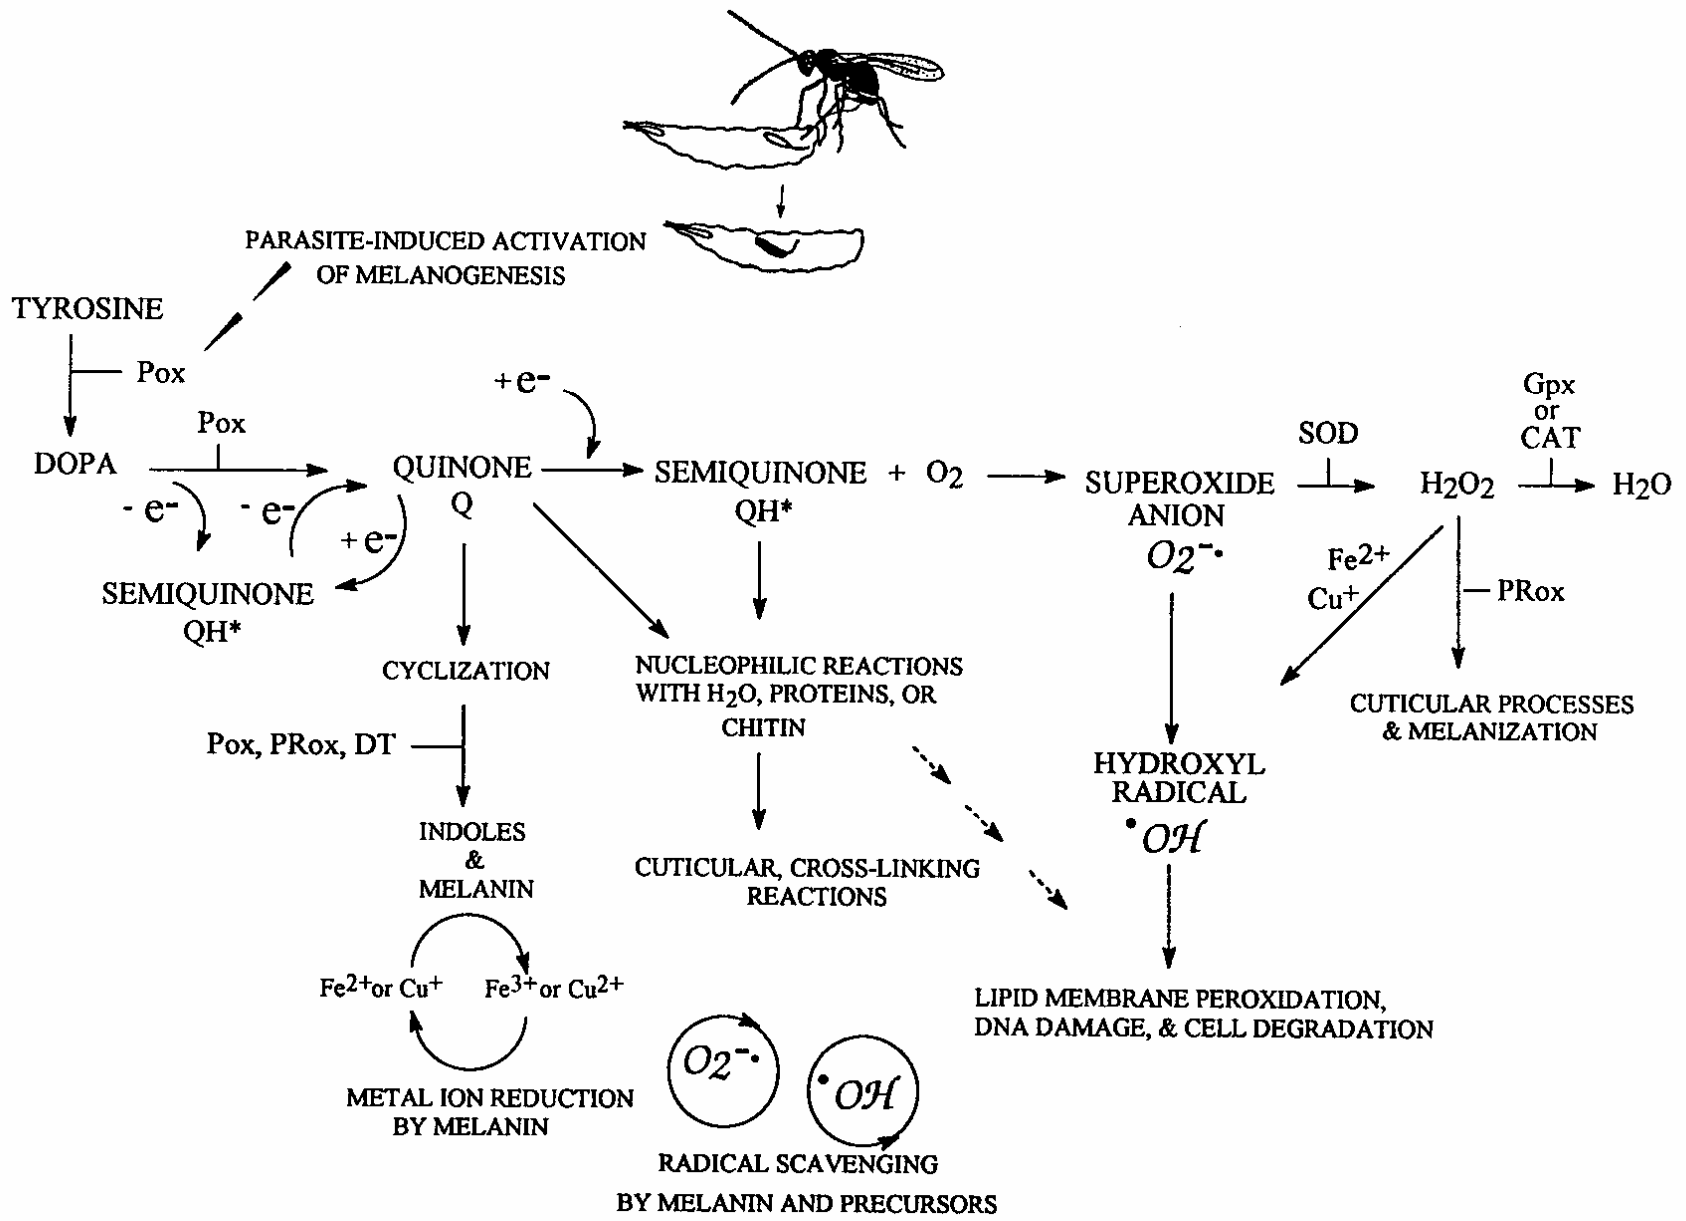 PARASITE-INDUCED ACTIVATION
OF MELANOGENESIS
TYROSINE
Pox
DOPA
Pox
- e-
- e-
SEMIQUINONE
QH*
+ e-
QUINONE
Q
+ e-
SEMIQUINONE + O2
QH*
SUPEROXIDE
ANION
O2-•
SOD
H2O2
Gpx
or
CAT
H2O
Fe2+
Cu+
PRox
CUTICULAR PROCESSES
& MELANIZATION
CYCLIZATION
Pox, PRox, DT
INDOLES
&
MELANIN
Fe2+or Cu+
Fe3+or Cu2+
METAL ION REDUCTION
BY MELANIN
NUCLEOPHILIC REACTIONS
WITH H2O, PROTEINS, OR
CHITIN
CUTICULAR, CROSS-LINKING
REACTIONS
HYDROXYL
RADICAL
•OH
LIPID MEMBRANE PEROXIDATION,
DNA DAMAGE, & CELL DEGRADATION
O2-•
•OH
RADICAL SCAVENGING
BY MELANIN AND PRECURSORS